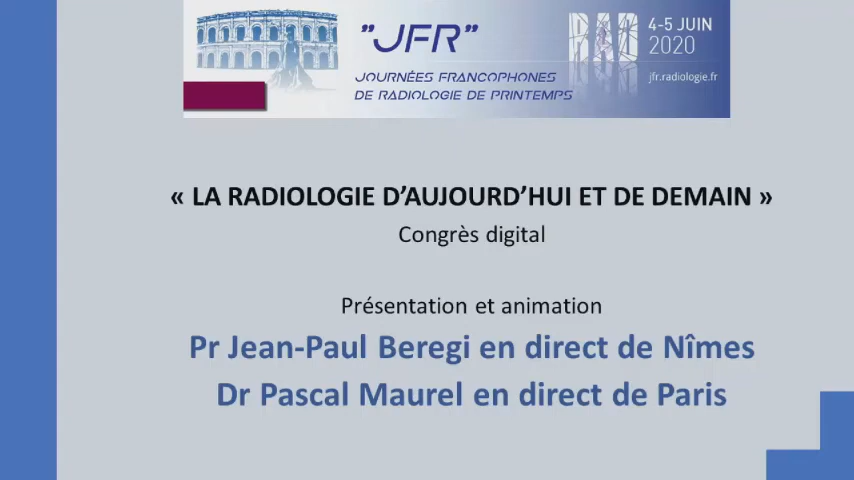 "JFR"
JOURNÉES FRANCOPHONES
DE RADIOLOGIE DE PRINTEMPS
4-5 JUIN
2020
jfr.radiologie.fr
« LA RADIOLOGIE D'AUJOURD'HUI ET DE DEMAIN »
Congrès digital
Présentation et animation
Pr Jean-Paul Beregi en direct de Nîmes
Dr Pascal Maurel en direct de Paris